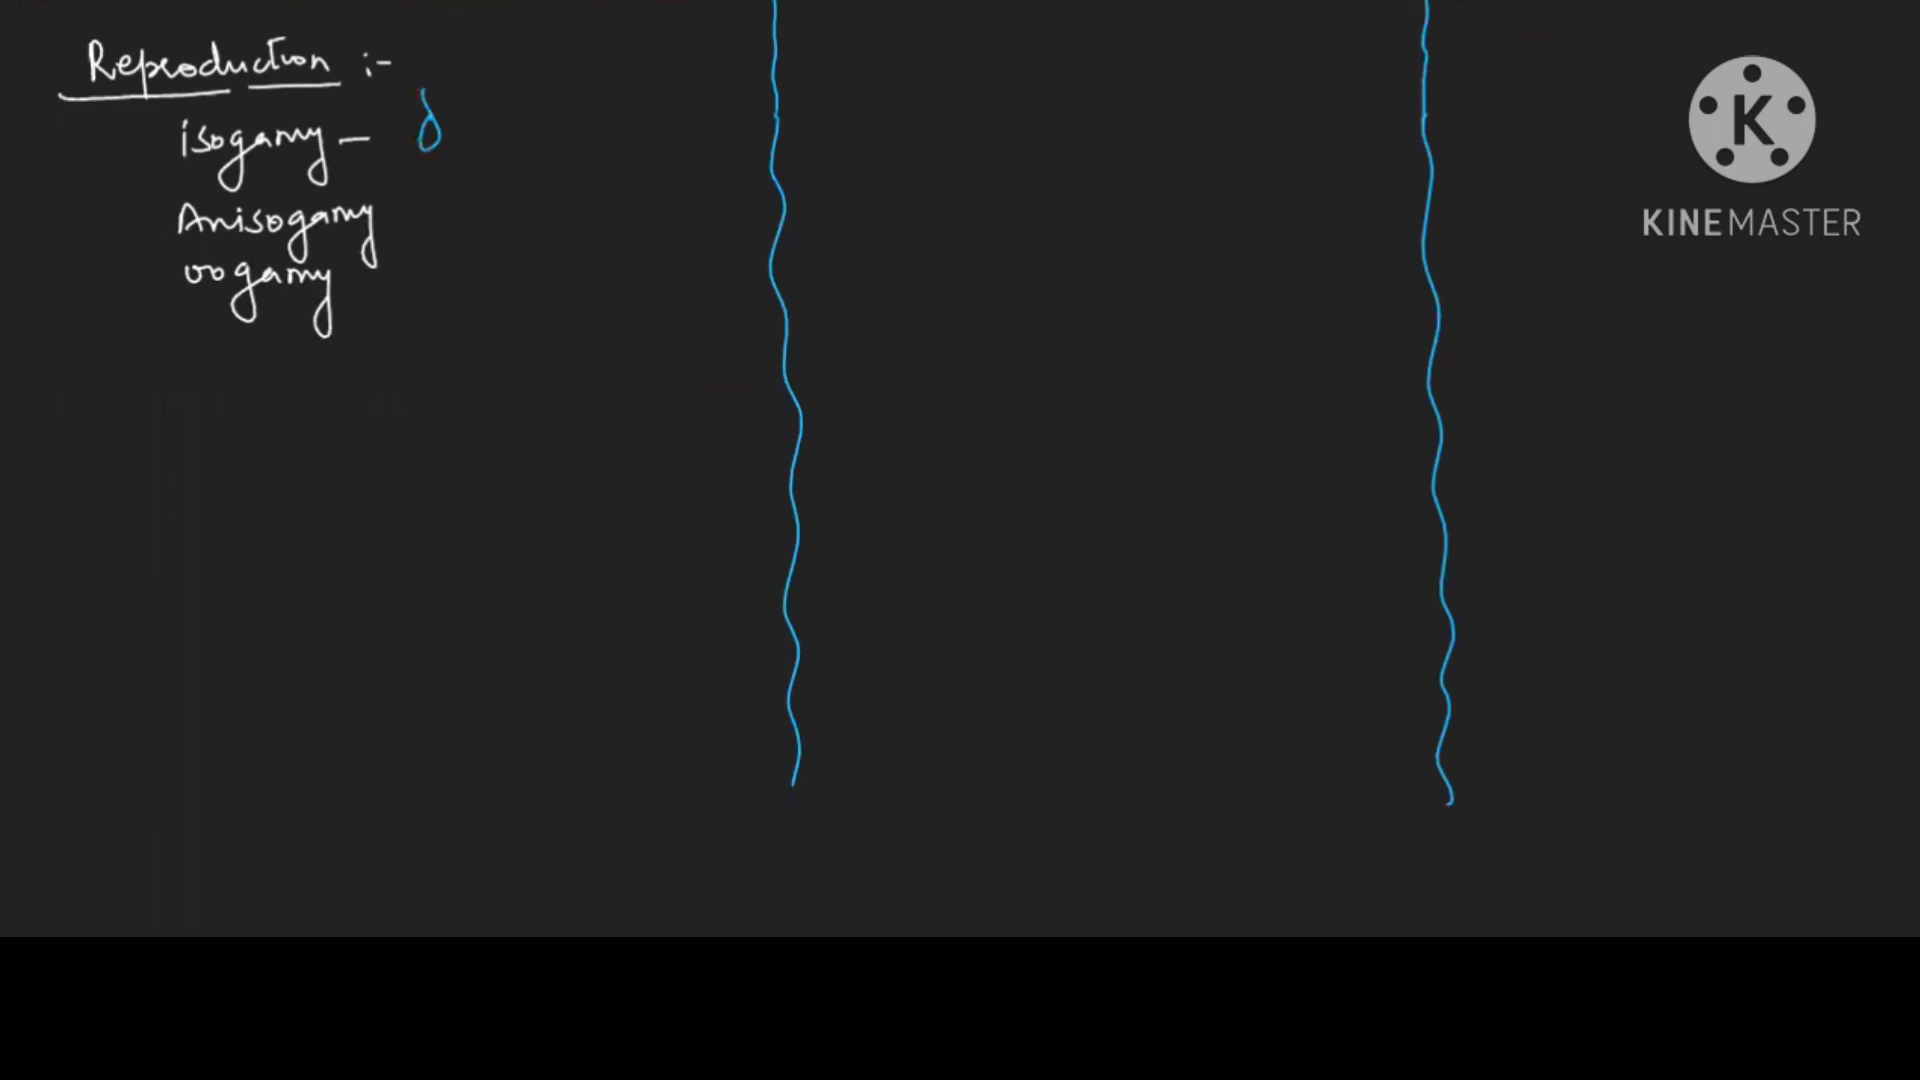 Reproduction :-
isogamy –
Anisogamy
oogamy
K
KINEMASTER